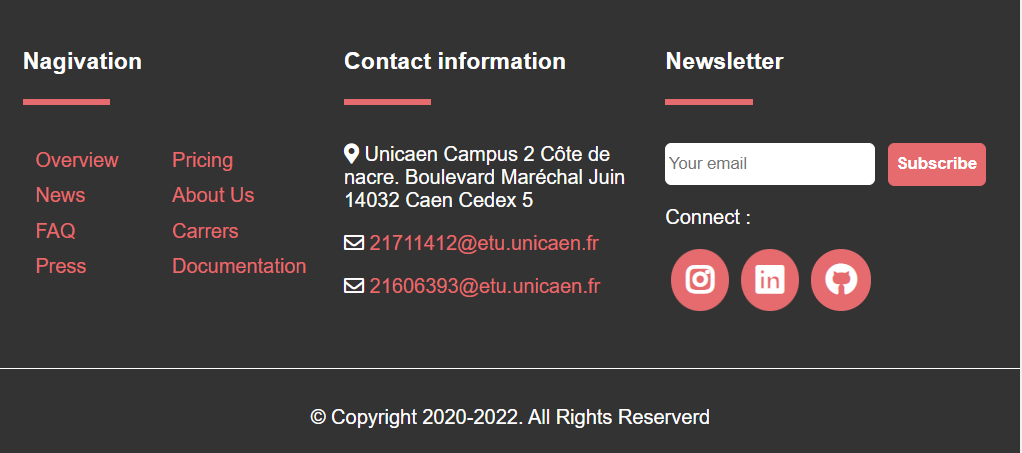 Nagivation
Overview
Pricing
News
About Us
FAQ
Carrers
Press
Documentation
Contact information
Unicaen Campus 2 Côte de
nacre. Boulevard Maréchal Juin
14032 Caen Cedex 5
21711412@etu.unicaen.fr
21606393@etu.unicaen.fr
Newsletter
Your email
Subscribe
Connect :
in
© Copyright 2020-2022. All Rights Reserverd